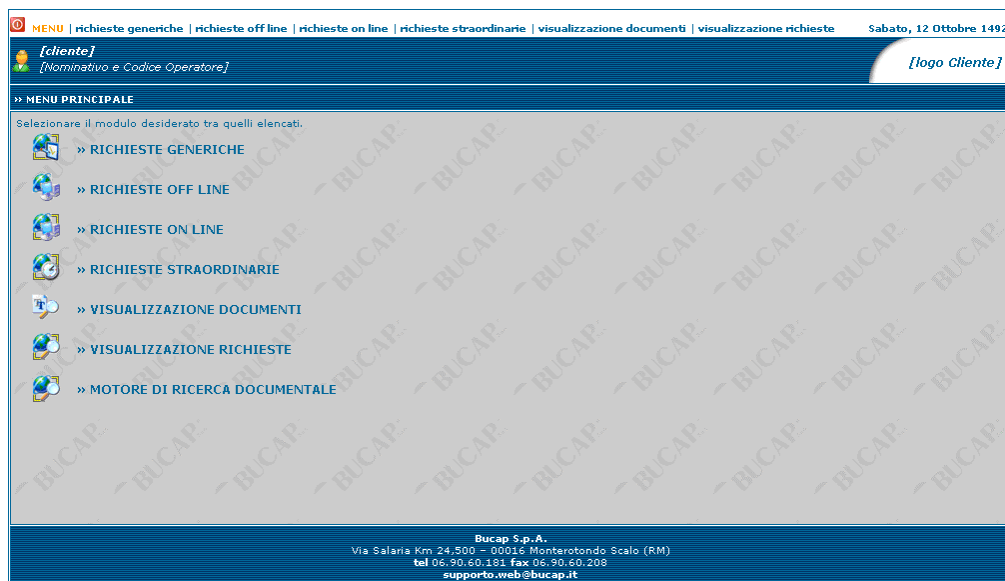 MENU | richieste generiche | richieste off line | richieste on line | richieste straordinarie | visualizzazione documenti | visualizzazione richieste Sabato, 12 Ottobre 1492
[cliente]
[Nominativo e Codice Operatore]
[logo Cliente]
» MENU PRINCIPALE
Selezionare il modulo desiderato tra quelli elencati.
» RICHIESTE GENERICHE
» RICHIESTE OFF LINE
» RICHIESTE ON LINE
» RICHIESTE STRAORDINARIE
» VISUALIZZAZIONE DOCUMENTI
» VISUALIZZAZIONE RICHIESTE
» MOTORE DI RICERCA DOCUMENTALE
BUCAP
Bucap S.p.A.
Via Salaria Km 24,500 – 00016 Monterotondo Scalo (RM)
tel 06.90.60.181 fax 06.90.60.208
supporto.web@bucap.it